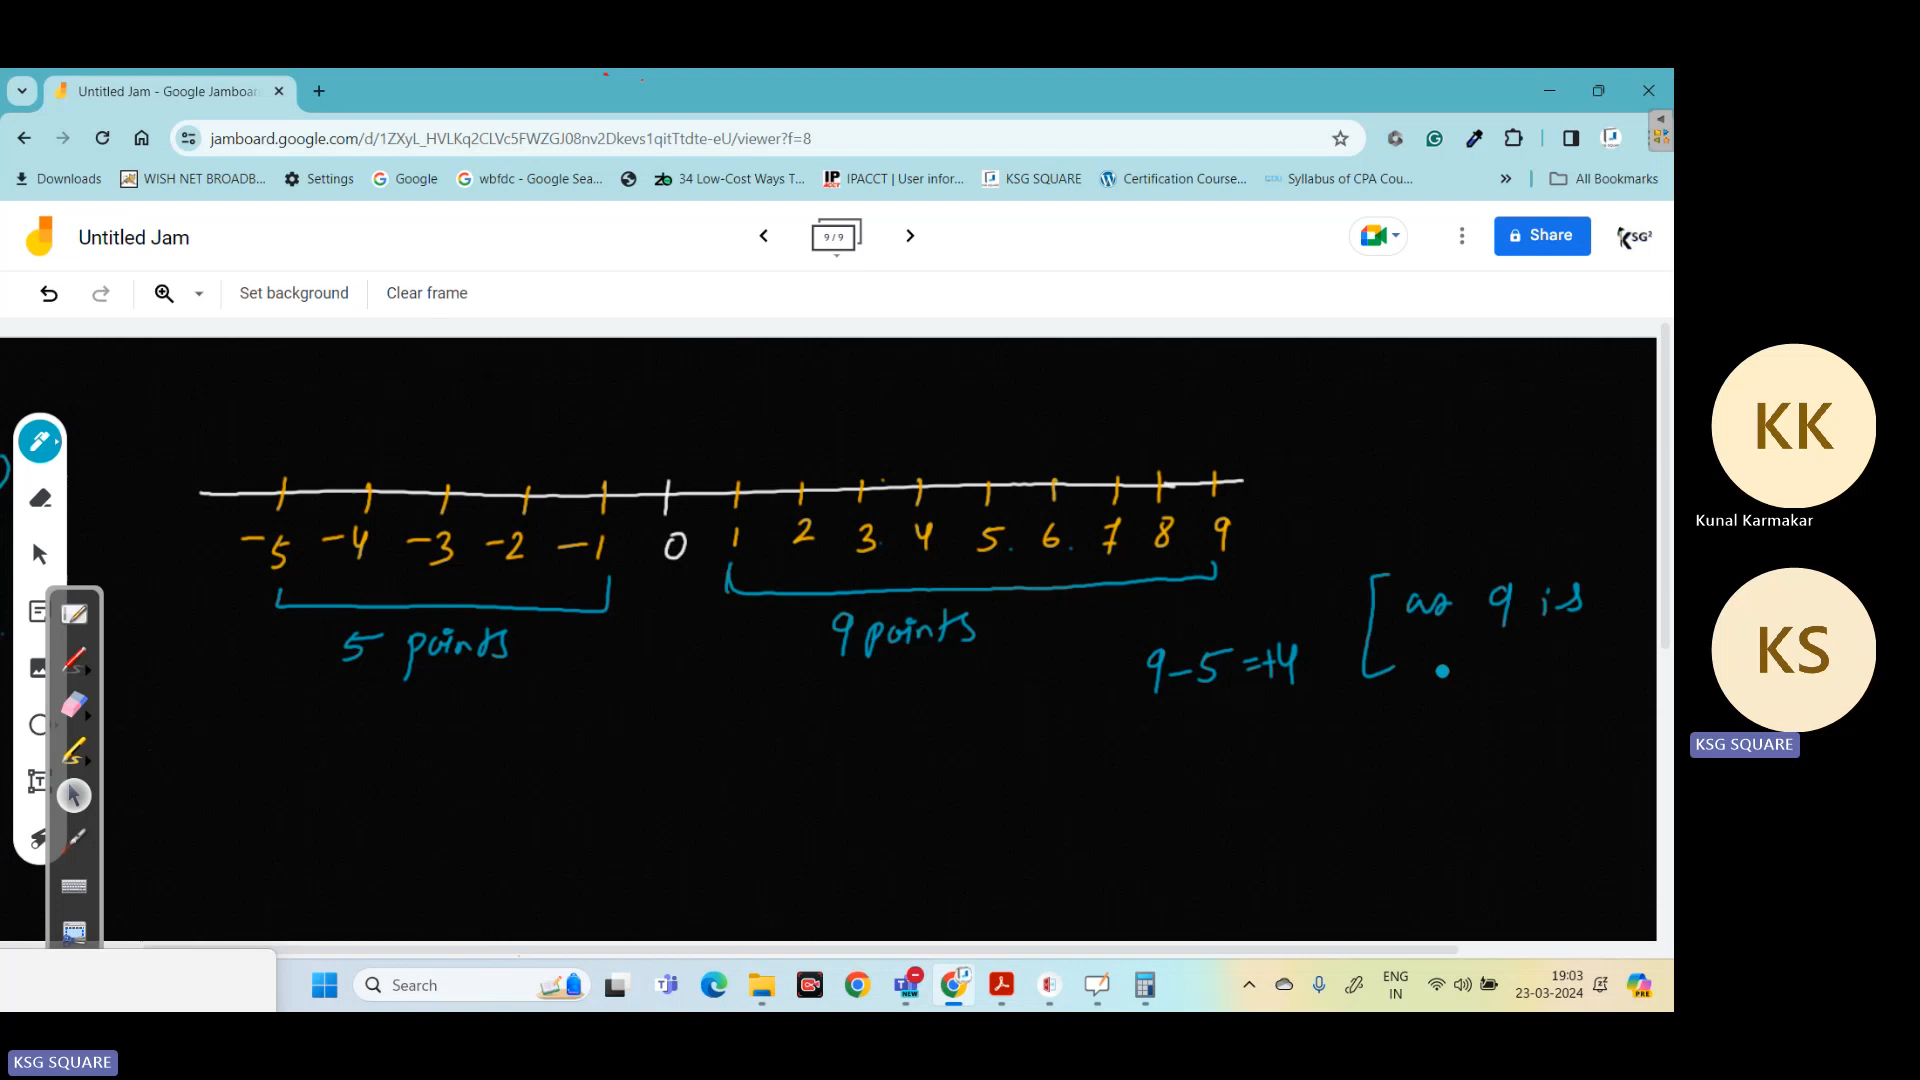 Untitled Jam - Google Jamboar
jamboard.google.com/d/1ZXyL_HVLKq2CLVc5FWZGJ08nv2Dkevs1qitTtdte-eU/viewer?f=8
Downloads WISH NET BROADB... Settings Google wbfdc - Google Sea... 34 Low-Cost Ways T... IPACCT | User infor... KSG SQUARE Certification Course... Syllabus of CPA Cou... » All Bookmarks
Untitled Jam 9 / 9 Share KSG²
Set background Clear frame
-5 -4 -3 -2 -1 0 1 2 3 4 5 6 7 8 9
5 points 9 points
9-5=+4 [ as 9 is
KK
Kunal Karmakar
KS
KSG SQUARE
Search
ENG
IN
19:03
23-03-2024
KSG SQUARE